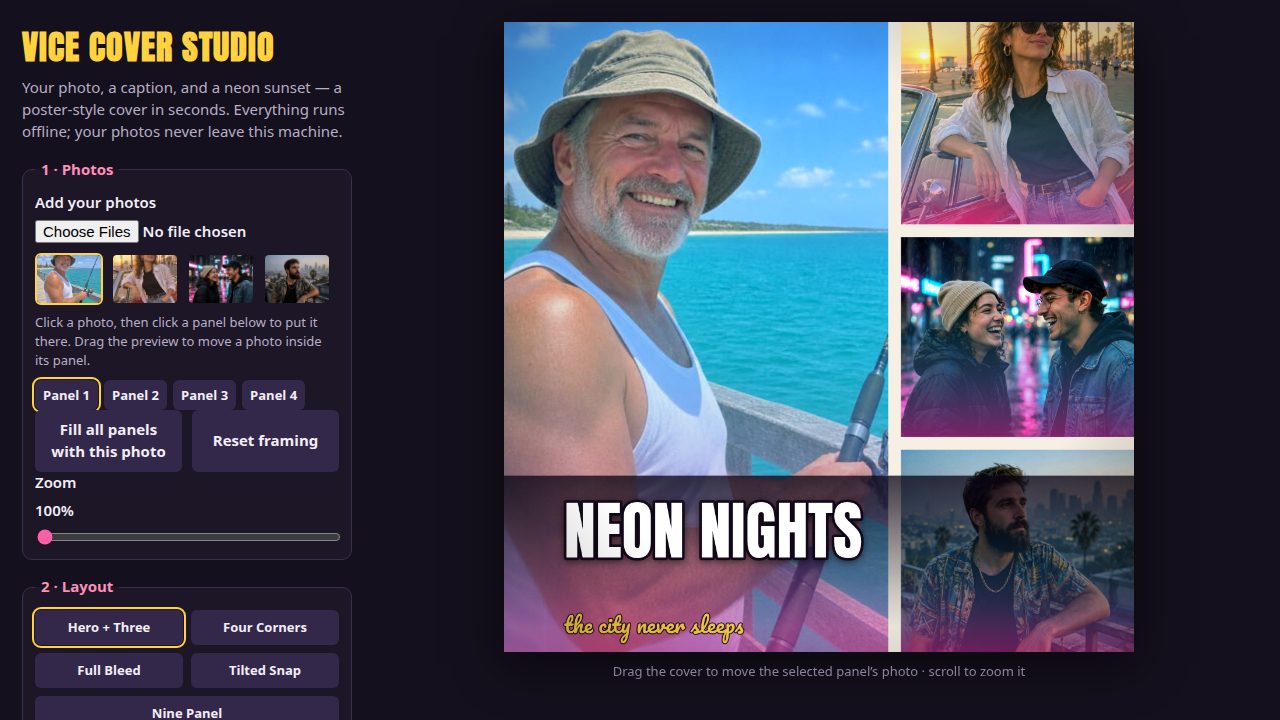 VICE COVER STUDIO
Your photo, a caption, and a neon sunset — a
poster-style cover in seconds. Everything runs
offline; your photos never leave this machine.
1 · Photos
Add your photos
Choose Files No file chosen
Click a photo, then click a panel below to put it
there. Drag the preview to move a photo inside
its panel.
Panel 1 Panel 2 Panel 3 Panel 4
Fill all panels
with this photo
Reset framing
Zoom
100%
2 · Layout
Hero + Three Four Corners
Full Bleed Tilted Snap
Nine Panel
NEON NIGHTS
the city never sleeps
Drag the cover to move the selected panel's photo · scroll to zoom it